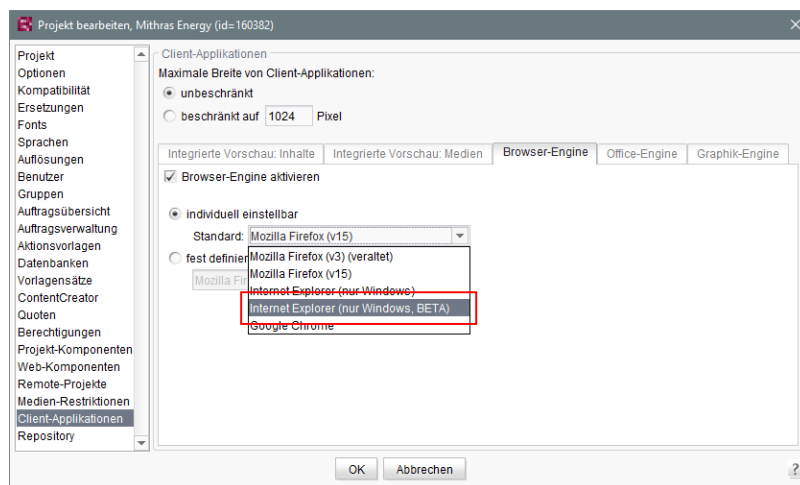 Projekt bearbeiten, Mithras Energy (id=160382)
Projekt
Optionen
Kompatibilität
Ersetzungen
Fonts
Sprachen
Auflösungen
Benutzer
Gruppen
Auftragsübersicht
Auftragsverwaltung
Aktionsvorlagen
Datenbanken
Vorlagensätze
ContentCreator
Quoten
Berechtigungen
Projekt-Komponenten
Web-Komponenten
Remote-Projekte
Medien-Restriktionen
Client-Applikationen
Repository
Client-Applikationen
Maximale Breite von Client-Applikationen:
unbeschränkt
beschränkt auf 1024 Pixel
Integrierte Vorschau: Inhalte Integrierte Vorschau: Medien Browser-Engine Office-Engine Graphik-Engine
Browser-Engine aktivieren
individuell einstellbar
Standard: Mozilla Firefox (v15)
fest definier
Mozilla Fir
Mozilla Firefox (v3) (veraltet)
Mozilla Firefox (v15)
Internet Explorer (nur Windows)
Internet Explorer (nur Windows, BETA)
Google Chrome
OK Abbrechen ?